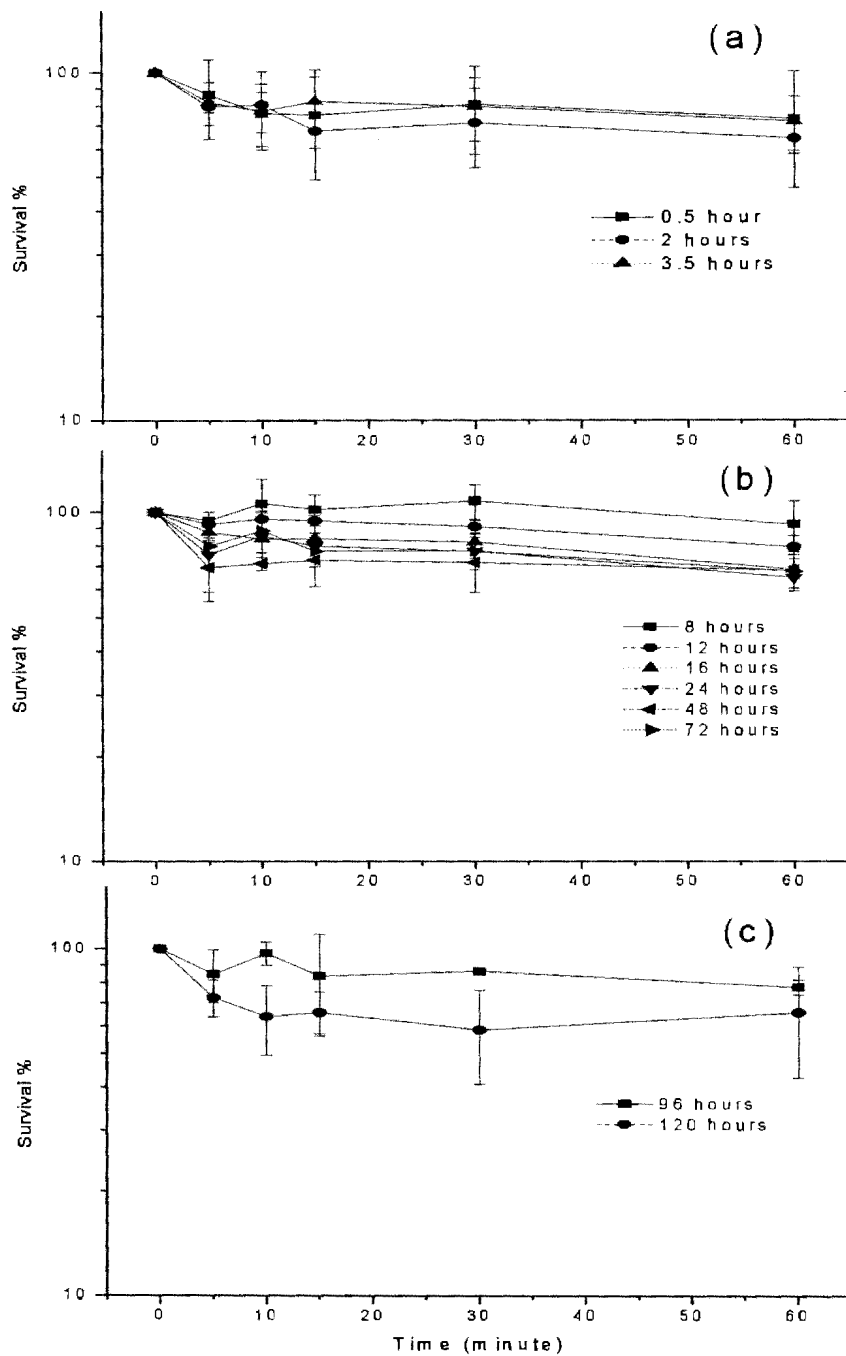 (a)
100
10
Survival %
0.5 hour
2 hours
3.5 hours
0 10 20 30 40 50 60
(b)
100
10
Survival %
8 hours
12 hours
16 hours
24 hours
48 hours
72 hours
0 10 20 30 40 50 60
(c)
100
10
Survival %
96 hours
120 hours
0 10 20 30 40 50 60
Time (minute)